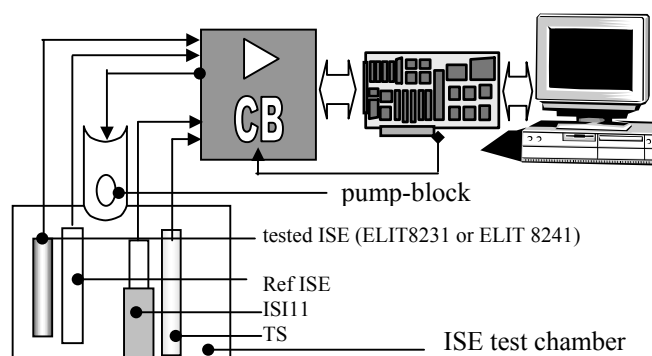 CB
pump-block
tested ISE (ELIT8231 or ELIT 8241)
Ref ISE
ISI11
TS
ISE test chamber